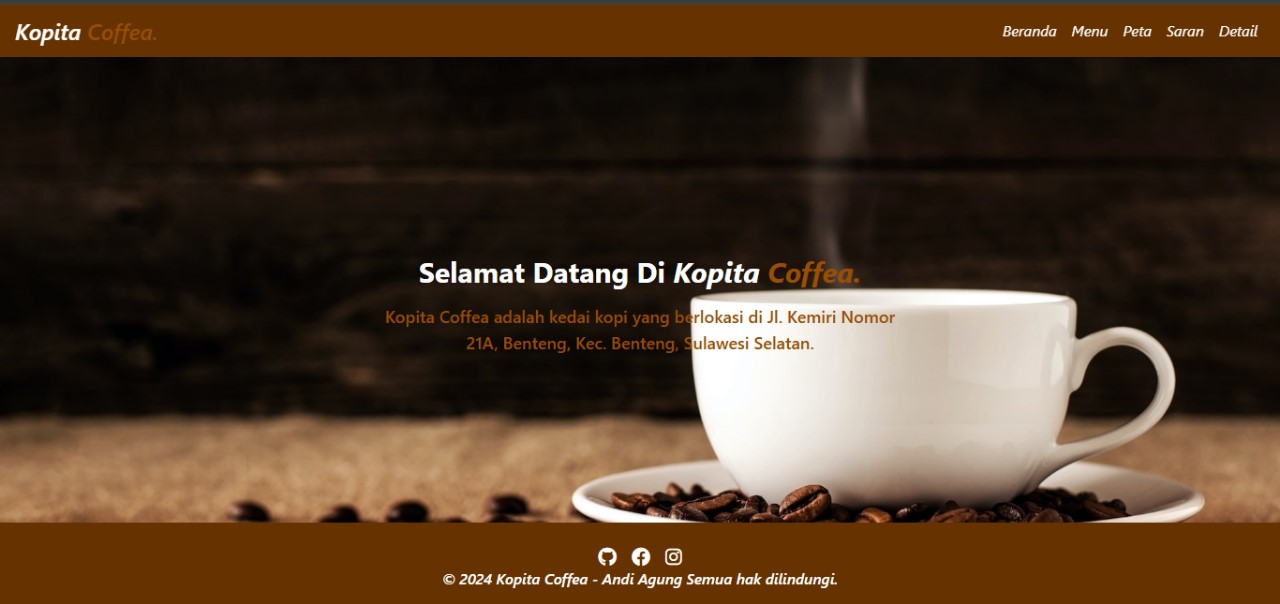 Kopita Coffea.
Beranda Menu Peta Saran Detail
Selamat Datang Di Kopita Coffea.
Kopita Coffea adalah kedai kopi yang berlokasi di Jl. Kemiri Nomor
21A, Benteng, Kec. Benteng, Sulawesi Selatan.
© 2024 Kopita Coffea - Andi Agung Semua hak dilindungi.